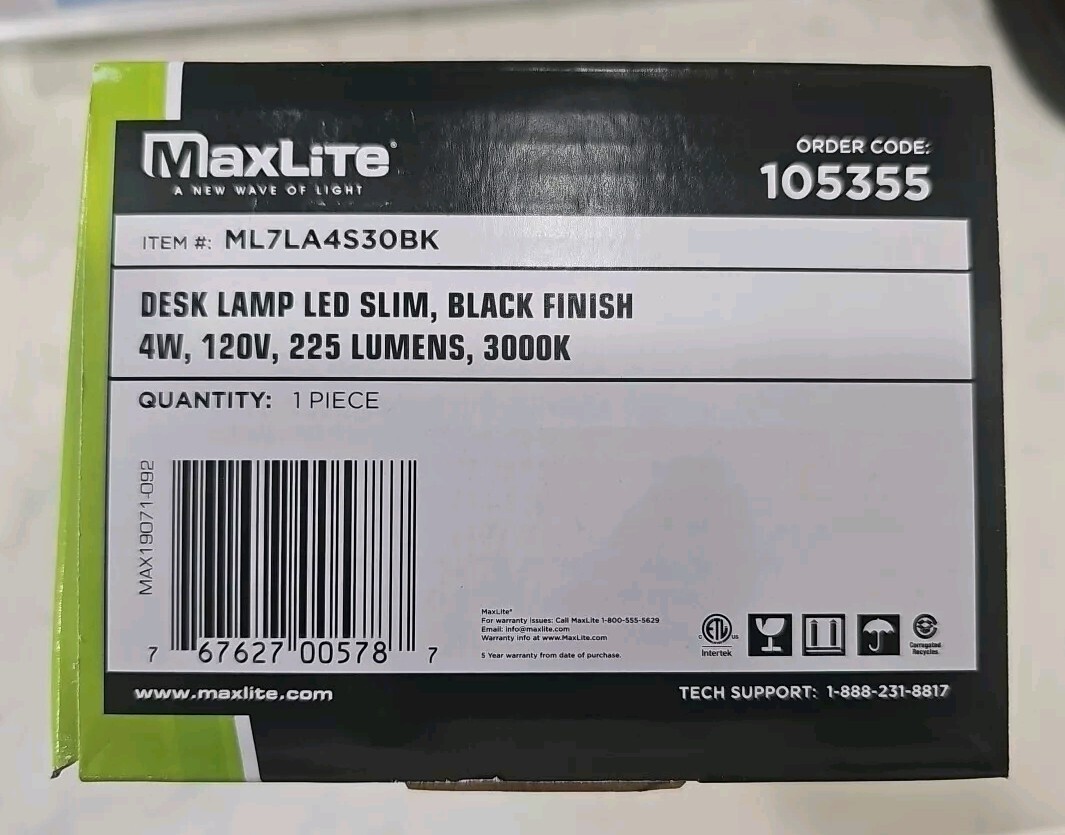 MaxLite®
A NEW WAVE OF LIGHT
ORDER CODE:
105355
ITEM #: ML7LA4S30BK
DESK LAMP LED SLIM, BLACK FINISH
4W, 120V, 225 LUMENS, 3000K
QUANTITY: 1 PIECE
MAX19071-092
7 67627 00578 7
MaxLite®
For warranty issues: Call MaxLite 1-800-555-5629
Email: info@maxlite.com
Warranty info at www.MaxLite.com
5 Year warranty from date of purchase.
c ETL us
Intertek
Corrugated
Recycles
www.maxlite.com
TECH SUPPORT: 1-888-231-8817